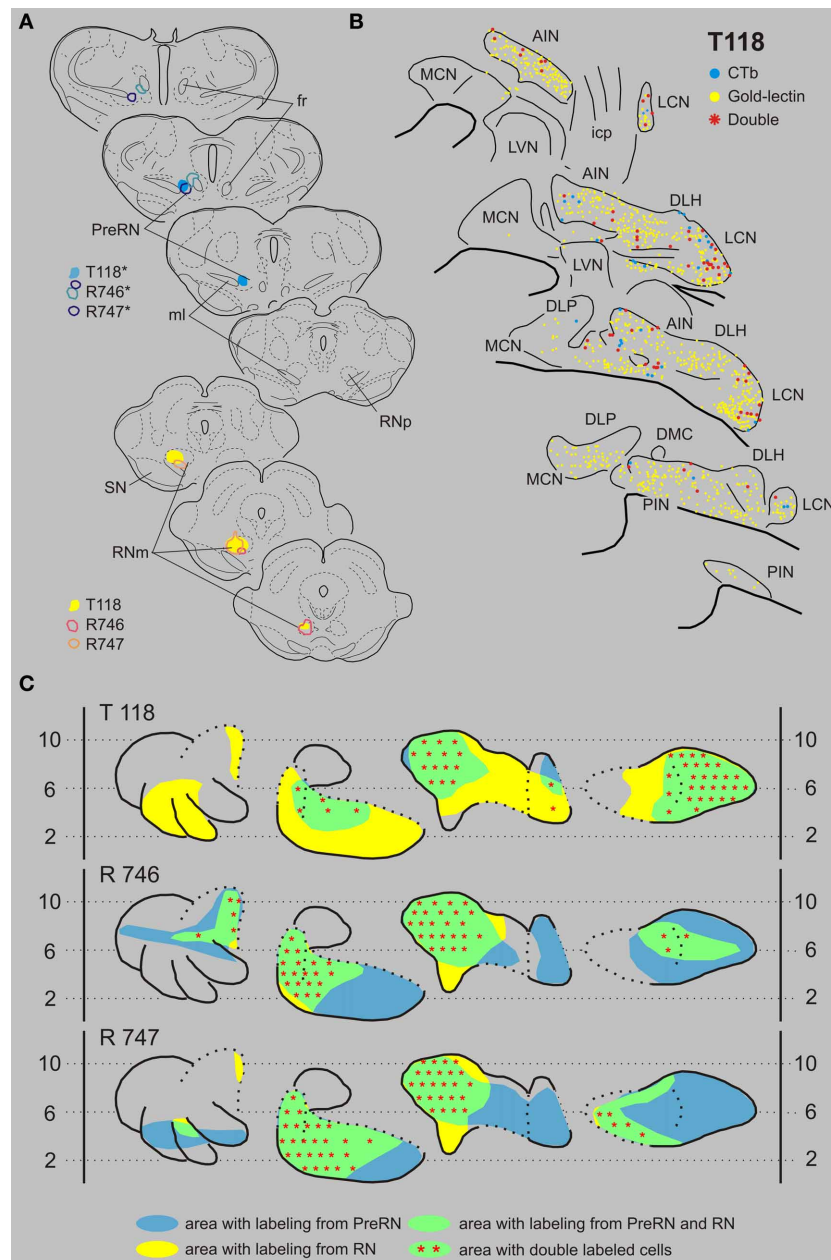 A
fr
PreRN
T118*
R746*
R747*
ml
RNp
SN
RNm
T118
R746
R747
B
T118
CTb
Gold-lectin
Double
AIN
MCN
LCN
icp
LVN
AIN
DLH
MCN
LCN
LVN
DLP
AIN
DLH
MCN
LCN
DLP
DMC
DLH
MCN
PIN
LCN
PIN
C
T 118
10 10
6 6
2 2
R 746
10 10
6 6
2 2
R 747
10 10
6 6
2 2
area with labeling from PreRN area with labeling from PreRN and RN
area with labeling from RN area with double labeled cells